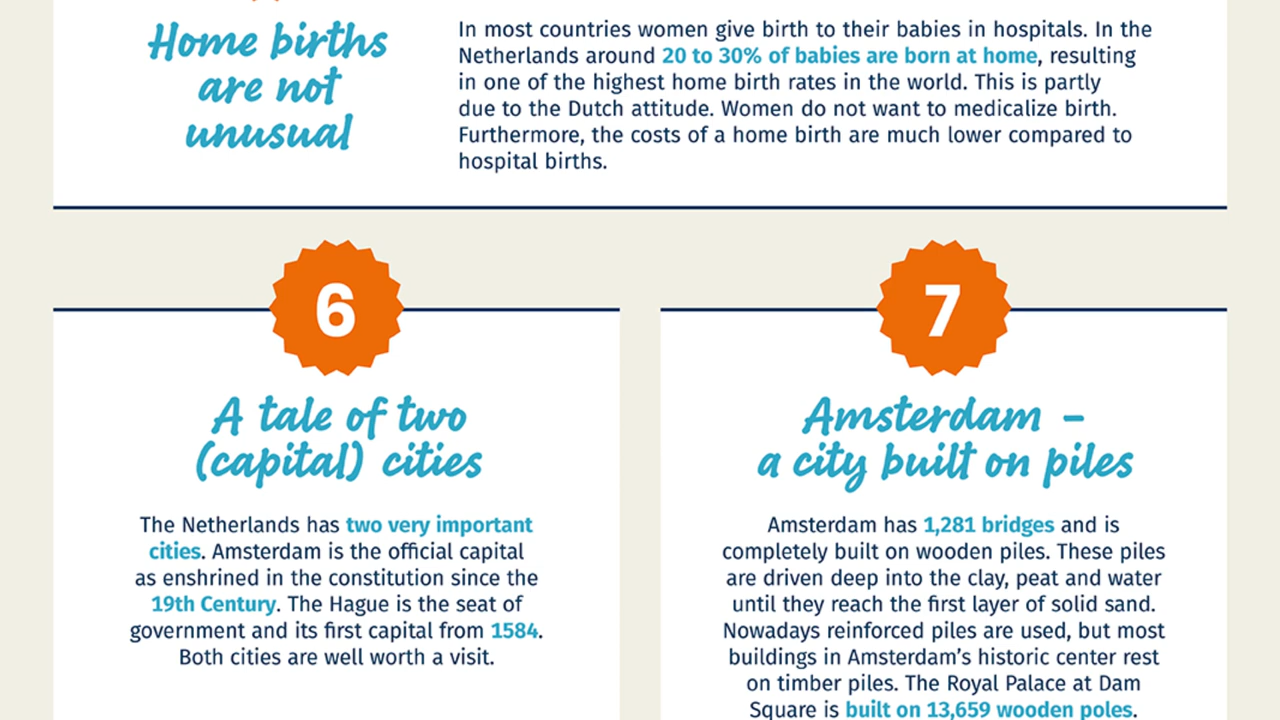 Home births
are not
unusual
In most countries women give birth to their babies in hospitals. In the
Netherlands around 20 to 30% of babies are born at home, resulting
in one of the highest home birth rates in the world. This is partly
due to the Dutch attitude. Women do not want to medicalize birth.
Furthermore, the costs of a home birth are much lower compared to
hospital births.
6
A tale of two
(capital) cities
The Netherlands has two very important
cities. Amsterdam is the official capital
as enshrined in the constitution since the
19th Century. The Hague is the seat of
government and its first capital from 1584.
Both cities are well worth a visit.
7
Amsterdam –
a city built on piles
Amsterdam has 1,281 bridges and is
completely built on wooden piles. These piles
are driven deep into the clay, peat and water
until they reach the first layer of solid sand.
Nowadays reinforced piles are used, but most
buildings in Amsterdam’s historic center rest
on timber piles. The Royal Palace at Dam
Square is built on 13,659 wooden poles.